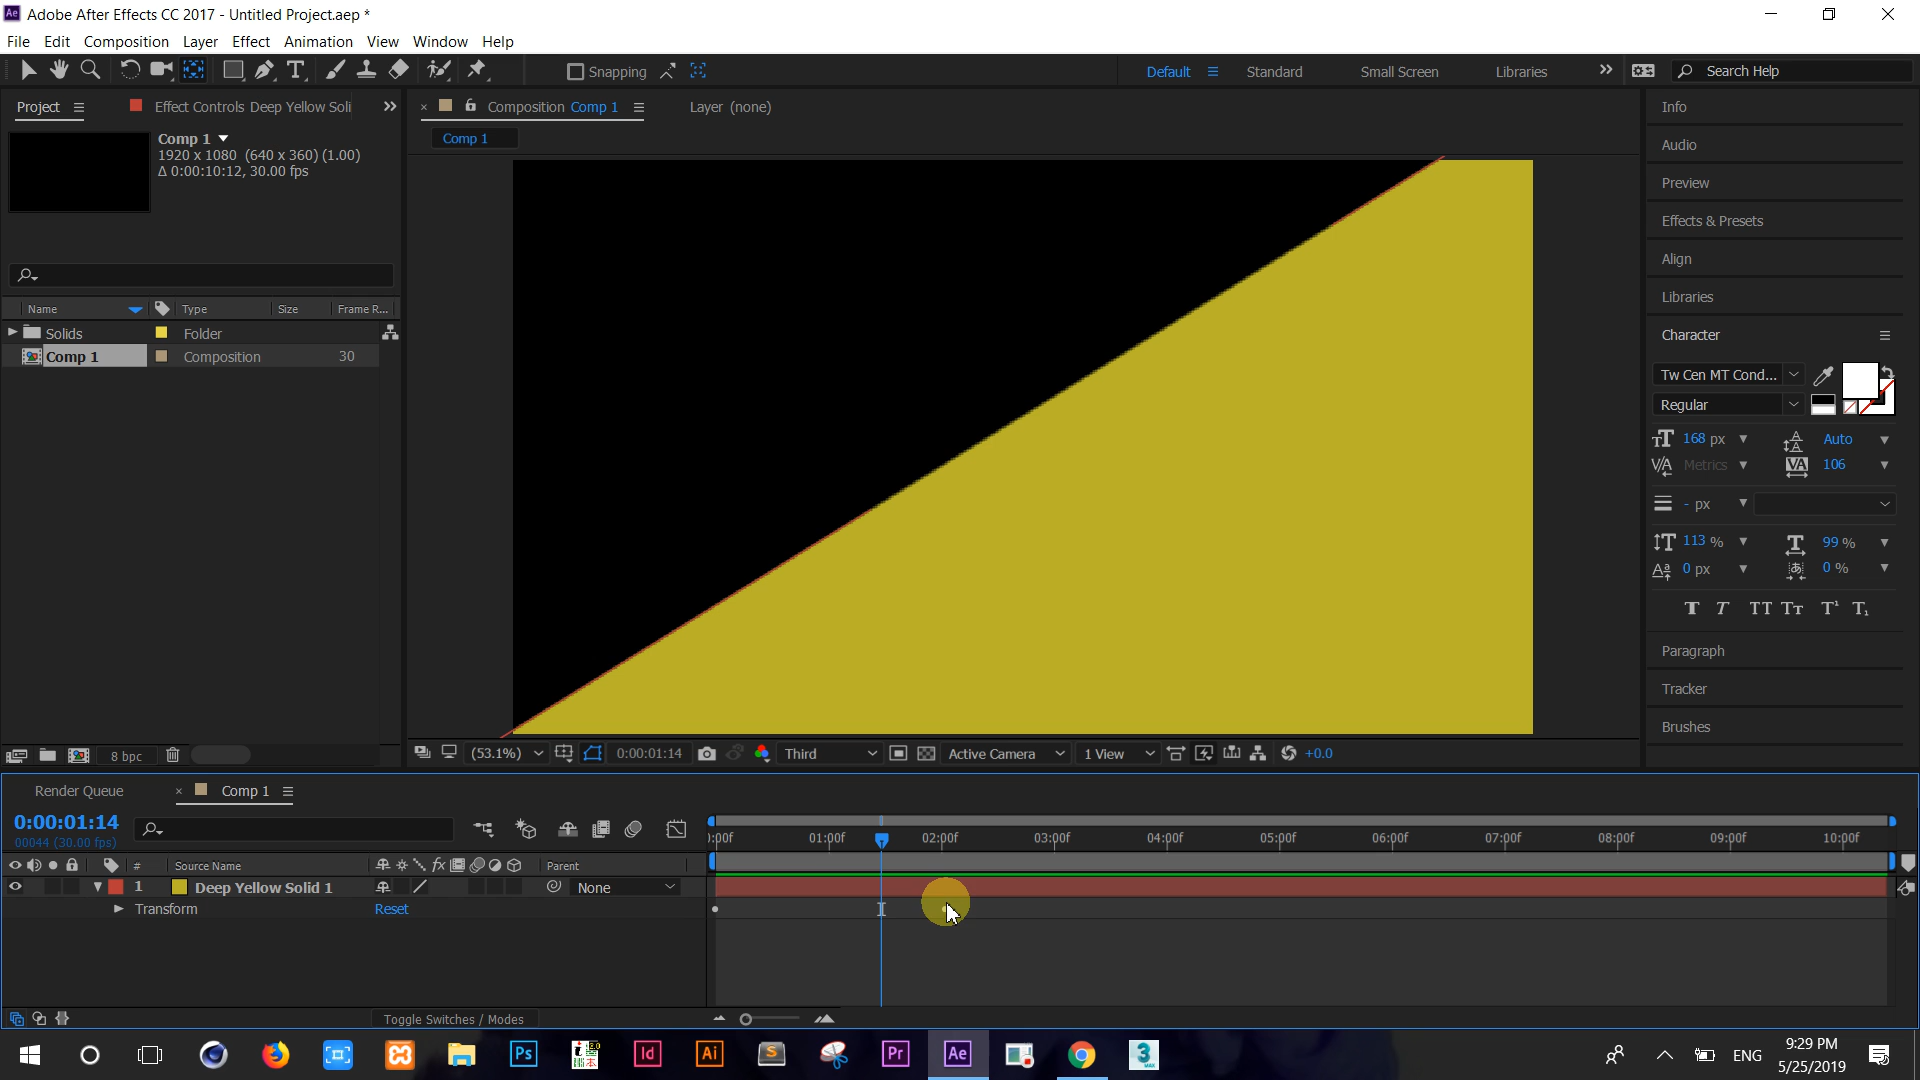 Adobe After Effects CC 2017 - Untitled Project.aep *
File Edit Composition Layer Effect Animation View Window Help
Snapping
Default Standard Small Screen Libraries Search Help
Project Effect Controls Deep Yellow Soli
Composition Comp 1 Layer (none)
Comp 1
1920 x 1080 (640 x 360) (1.00)
Δ 0:00:10:12, 30.00 fps
Comp 1
Name Type Size Frame R...
Solids Folder
Comp 1 Composition 30
8 bpc
(53.1%) 0:00:01:14 Third Active Camera 1 View +0.0
Info
Audio
Preview
Effects & Presets
Align
Libraries
Character
Tw Cen MT Cond...
Regular
168 px Auto
Metrics 106
- px
113 % 99 %
0 px 0 %
Paragraph
Tracker
Brushes
Render Queue Comp 1
0:00:01:14
00044 (30.00 fps)
):00f 01:00f 02:00f 03:00f 04:00f 05:00f 06:00f 07:00f 08:00f 09:00f 10:00f
# Source Name Parent
1 Deep Yellow Solid 1 None
Transform Reset
Toggle Switches / Modes
Ps Id Ai Pr Ae 3
ENG
9:29 PM
5/25/2019